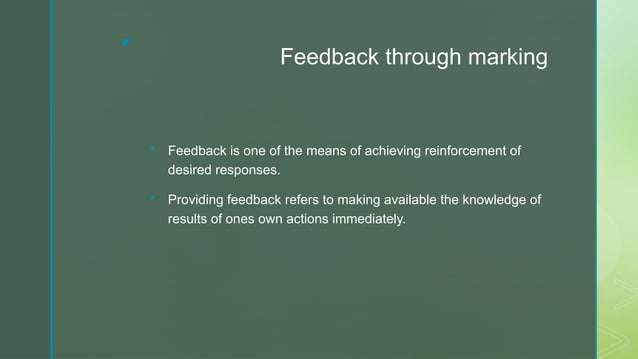 Feedback through marking
Feedback is one of the means of achieving reinforcement of
desired responses.
Providing feedback refers to making available the knowledge of
results of ones own actions immediately.